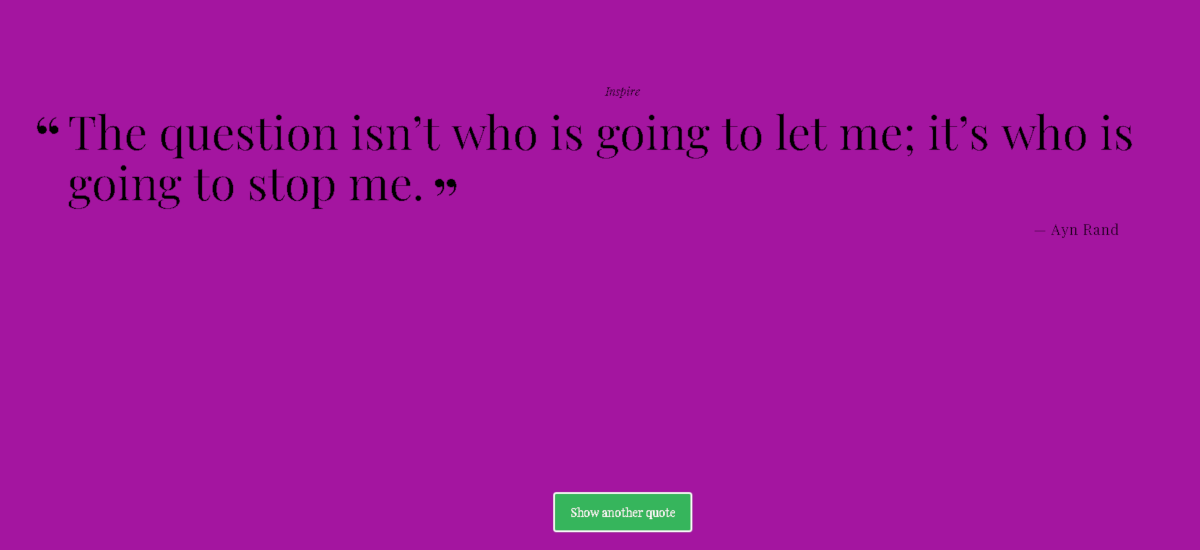 Inspire
“ The question isn’t who is going to let me; it’s who is
going to stop me. ”
— Ayn Rand
Show another quote